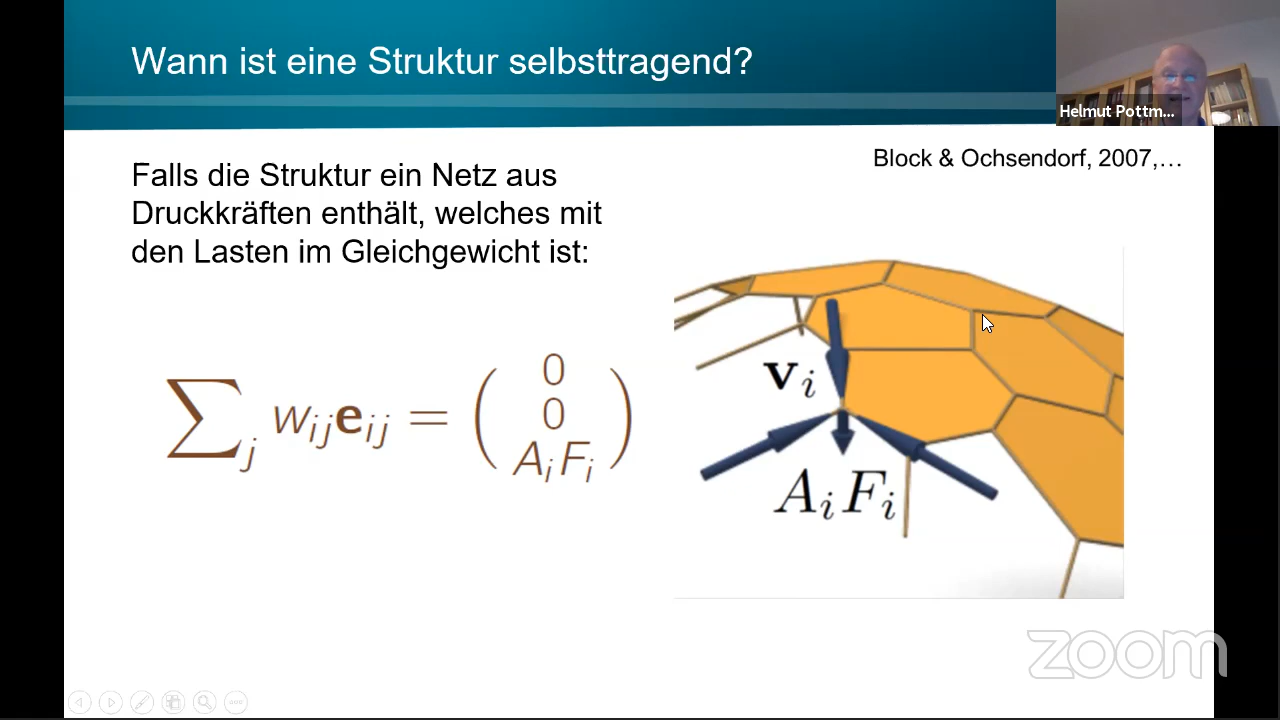 Wann ist eine Struktur selbsttragend?
Helmut Pottm...
Block & Ochsendorf, 2007,…
Falls die Struktur ein Netz aus
Druckkräften enthält, welches mit
den Lasten im Gleichgewicht ist:
∑_j w_ij e_ij = ( 0 0 A_i F_i )
v_i
A_i F_i
zoom